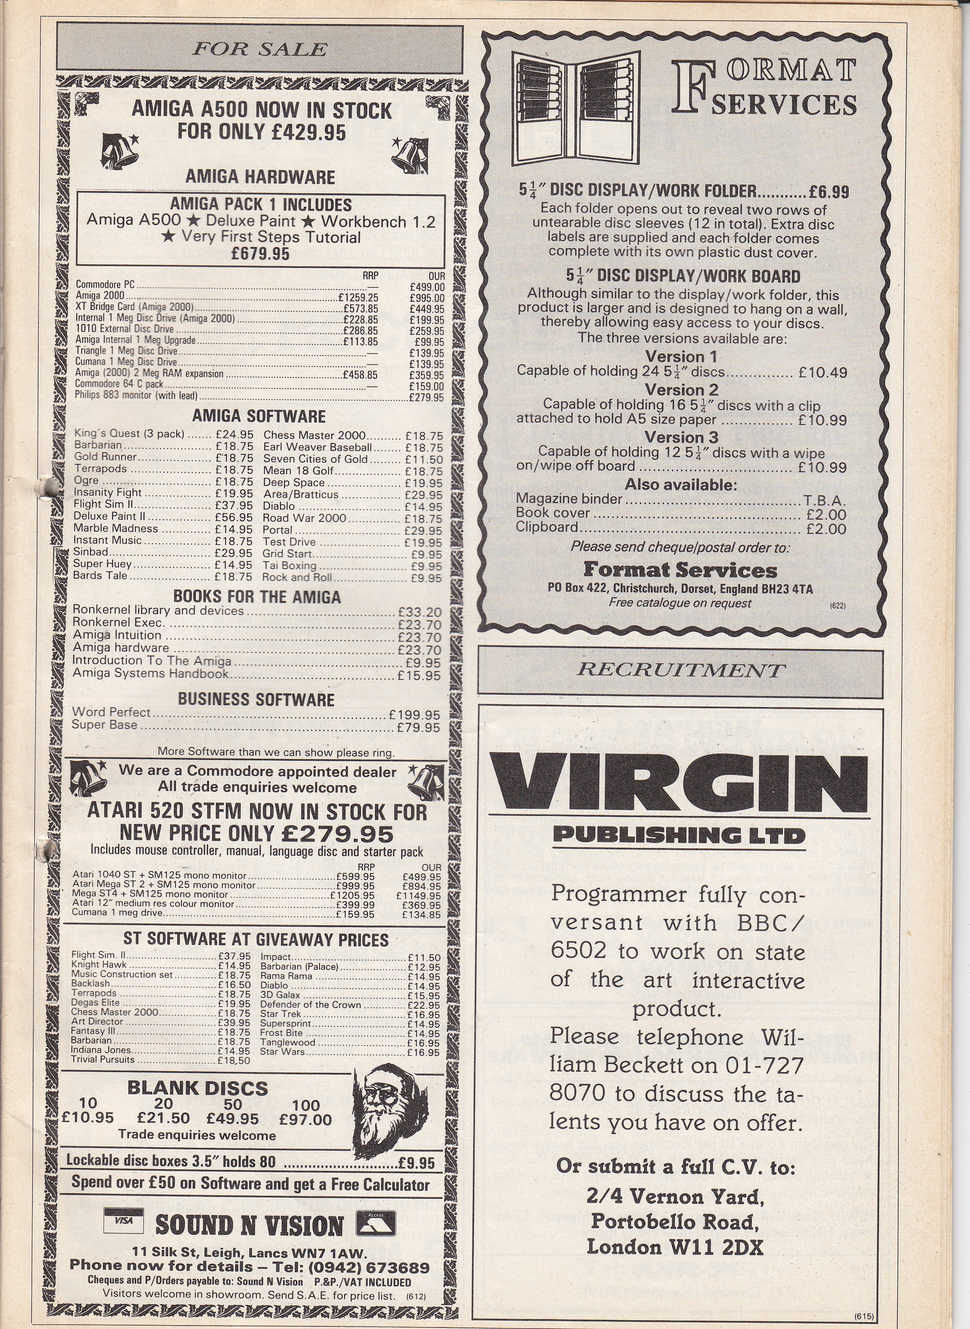 FOR SALE
AMIGA A500 NOW IN STOCK
FOR ONLY £429.95
AMIGA HARDWARE
AMIGA PACK 1 INCLUDES
Amiga A500 ★ Deluxe Paint ★ Workbench 1.2
★ Very First Steps Tutorial
£679.95
RRP OUR
Commodore PC — £499.00
Amiga 2000 £1259.25 £995.00
XT Bridge Card (Amiga 2000) £573.85 £449.95
Internal 1 Meg Disc Drive (Amiga 2000) £228.85 £199.95
1010 External Disc Drive £286.85 £259.95
Amiga Internal 1 Meg Upgrade £113.85 £99.95
Triangle 1 Meg Disc Drive — £139.95
Cumana 1 Meg Disc Drive — £139.95
Amiga (2000) 2 Meg RAM expansion £458.85 £359.95
Commodore 64 C pack — £159.00
Philips 883 monitor (with lead) £279.95
AMIGA SOFTWARE
King's Quest (3 pack) £24.95
Barbarian £18.75
Gold Runner £18.75
Terrapods £18.75
Ogre £18.75
Insanity Fight £19.95
Flight Sim II £37.95
Deluxe Paint II £56.95
Marble Madness £14.95
Instant Music £18.75
Sinbad £29.95
Super Huey £14.95
Bards Tale £18.75
Chess Master 2000 £18.75
Earl Weaver Baseball £18.75
Seven Cities of Gold £11.50
Mean 18 Golf £18.75
Deep Space £19.95
Area/Bratticus £29.95
Diablo £14.95
Road War 2000 £18.75
Portal £29.95
Test Drive £19.95
Grid Start £9.95
Tai Boxing £9.95
Rock and Roll £9.95
BOOKS FOR THE AMIGA
Ronkernel library and devices £33.20
Ronkernel Exec. £23.70
Amiga Intuition £23.70
Amiga hardware £23.70
Introduction To The Amiga £9.95
Amiga Systems Handbook £15.95
BUSINESS SOFTWARE
Word Perfect £199.95
Super Base £79.95
More Software than we can show please ring.
We are a Commodore appointed dealer
All trade enquiries welcome
ATARI 520 STFM NOW IN STOCK FOR
NEW PRICE ONLY £279.95
Includes mouse controller, manual, language disc and starter pack
RRP OUR
Atari 1040 ST + SM125 mono monitor £599.95 £499.95
Atari Mega ST 2 + SM125 mono monitor £999.95 £894.95
Mega ST4 + SM125 mono monitor £1205.95 £1149.95
Atari 12" medium res colour monitor £399.99 £369.95
Cumana 1 meg drive £159.95 £134.85
ST SOFTWARE AT GIVEAWAY PRICES
Flight Sim. II £37.95
Knight Hawk £14.95
Music Construction set £18.75
Backlash £16.50
Terrapods £18.75
Degas Elite £19.95
Chess Master 2000 £18.75
Art Director £39.95
Fantasy III £18.75
Barbarian £18.75
Indiana Jones £14.95
Trivial Pursuits £18,50
Impact £11.50
Barbarian (Palace) £12.95
Rama Rama £14.95
Diablo £14.95
3D Galax £15.95
Defender of the Crown £22.95
Star Trek £16.95
Supersprint £14.95
Frost Bite £14.95
Tanglewood £16.95
Star Wars £16.95
BLANK DISCS
10 20 50 100
£10.95 £21.50 £49.95 £97.00
Trade enquiries welcome
Lockable disc boxes 3.5" holds 80 £9.95
Spend over £50 on Software and get a Free Calculator
VISA SOUND N VISION Access
11 Silk St, Leigh, Lancs WN7 1AW.
Phone now for details – Tel: (0942) 673689
Cheques and P/Orders payable to: Sound N Vision P.&P./VAT INCLUDED
Visitors welcome in showroom. Send S.A.E. for price list. (612)
FORMAT
SERVICES
5¼" DISC DISPLAY/WORK FOLDER £6.99
Each folder opens out to reveal two rows of
untearable disc sleeves (12 in total). Extra disc
labels are supplied and each folder comes
complete with its own plastic dust cover.
5¼" DISC DISPLAY/WORK BOARD
Although similar to the display/work folder, this
product is larger and is designed to hang on a wall,
thereby allowing easy access to your discs.
The three versions available are:
Version 1
Capable of holding 24 5¼" discs £10.49
Version 2
Capable of holding 16 5¼" discs with a clip
attached to hold A5 size paper £10.99
Version 3
Capable of holding 12 5¼" discs with a wipe
on/wipe off board £10.99
Also available:
Magazine binder T.B.A.
Book cover £2.00
Clipboard £2.00
Please send cheque/postal order to:
Format Services
PO Box 422, Christchurch, Dorset, England BH23 4TA
Free catalogue on request (622)
RECRUITMENT
VIRGIN
PUBLISHING LTD
Programmer fully con-
versant with BBC/
6502 to work on state
of the art interactive
product.
Please telephone Wil-
liam Beckett on 01-727
8070 to discuss the ta-
lents you have on offer.
Or submit a full C.V. to:
2/4 Vernon Yard,
Portobello Road,
London W11 2DX
(615)